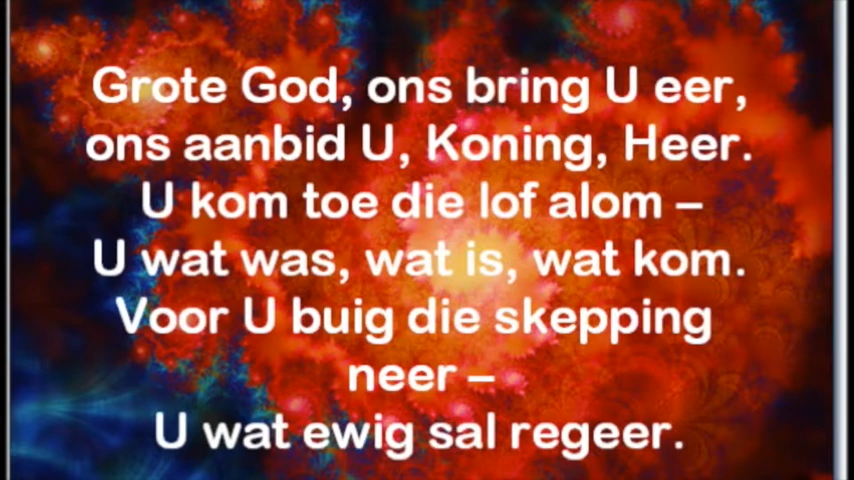 Grote God, ons bring U eer,
ons aanbid U, Koning, Heer.
U kom toe die lof alom –
U wat was, wat is, wat kom.
Voor U buig die skepping
neer –
U wat ewig sal regeer.